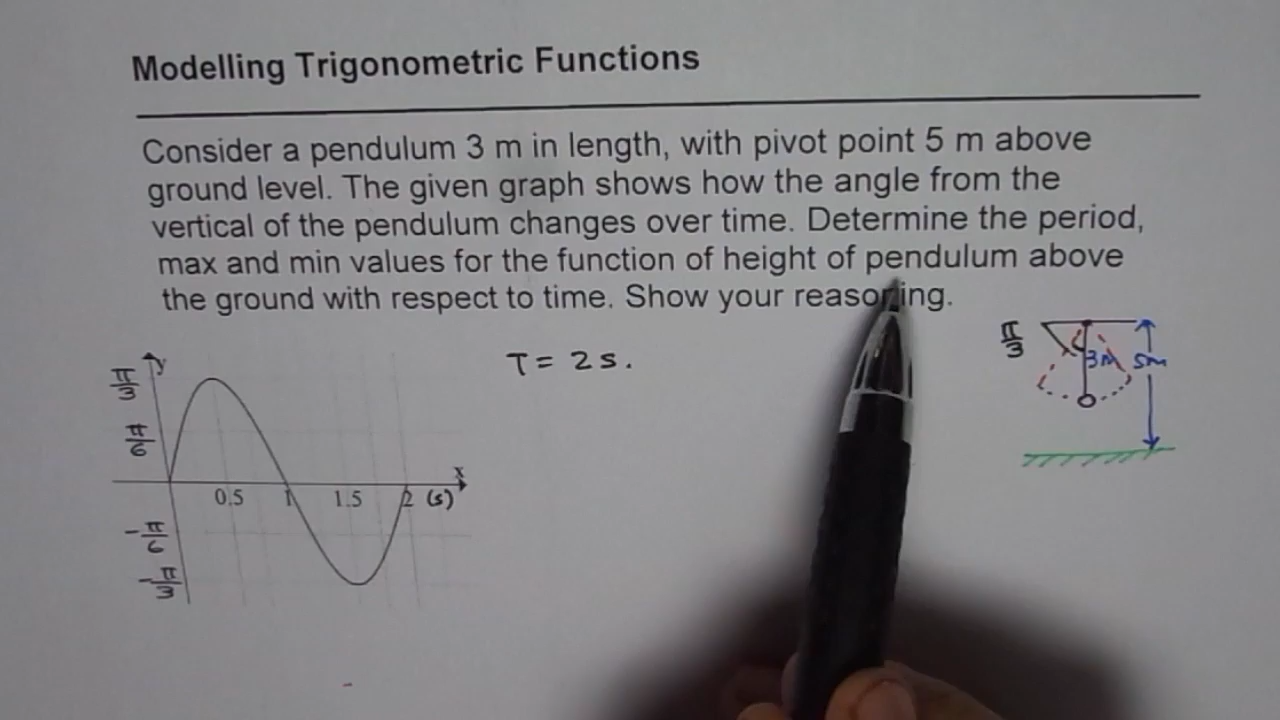 Modelling Trigonometric Functions
Consider a pendulum 3 m in length, with pivot point 5 m above
ground level. The given graph shows how the angle from the
vertical of the pendulum changes over time. Determine the period,
max and min values for the function of height of pendulum above
the ground with respect to time. Show your reasoning.
T = 2 s.
π/3
3m
5m
y
π/3
π/6
x
0.5 1 1.5 2 (s)
-π/6
-π/3